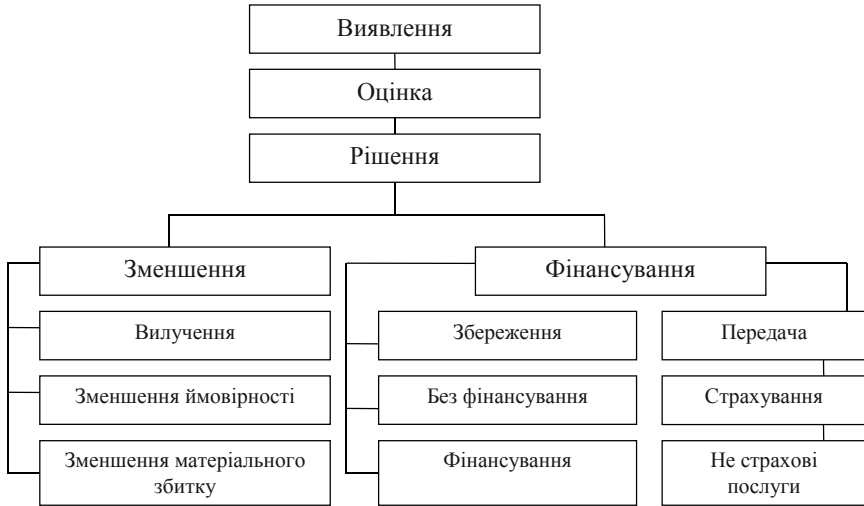 Виявлення
Оцінка
Рішення
Зменшення
Фінансування
Вилучення
Збереження
Передача
Зменшення ймовірності
Без фінансування
Страхування
Зменшення матеріального
збитку
Фінансування
Не страхові
послуги